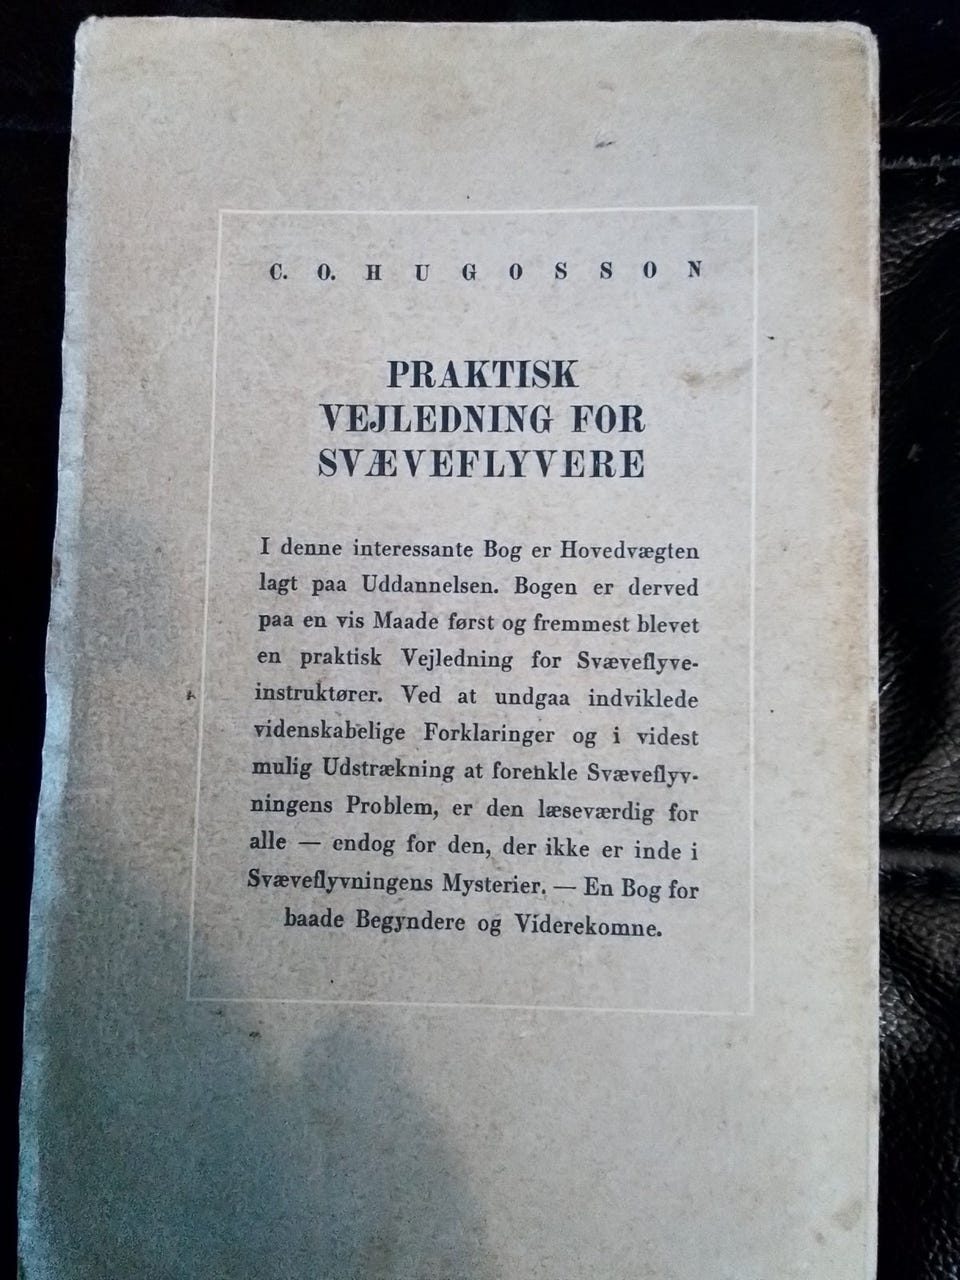 C. O. HUGOSSON
PRAKTISK
VEJLEDNING FOR
SVÆVEFLYVERE
I denne interessante Bog er Hovedvægten
lagt paa Uddannelsen. Bogen er derved
paa en vis Maade først og fremmest blevet
en praktisk Vejledning for Svæveflyve-
instruktører. Ved at undgaa indviklede
videnskabelige Forklaringer og i videst
mulig Udstrækning at forenkle Svæveflyv-
ningens Problem, er den læseværdig for
alle — endog for den, der ikke er inde i
Svæveflyvningens Mysterier. — En Bog for
baade Begyndere og Viderekomne.